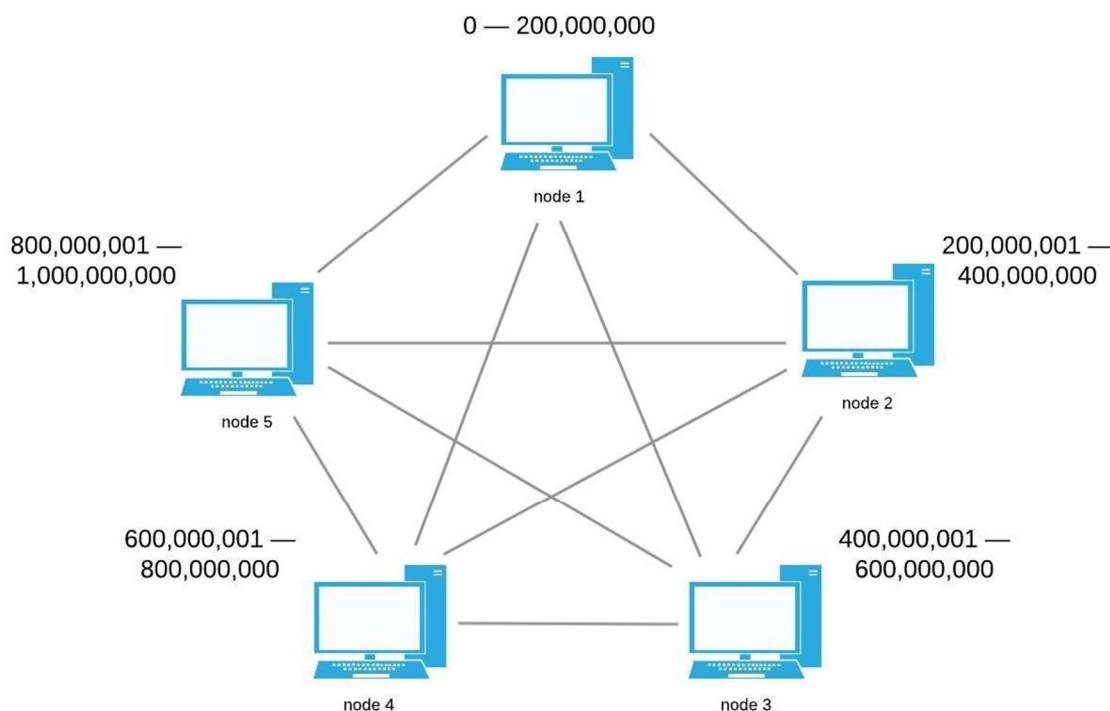 0 — 200,000,000
node 1
800,000,001 —
1,000,000,000
node 5
200,000,001 —
400,000,000
node 2
600,000,001 —
800,000,000
node 4
400,000,001 —
600,000,000
node 3